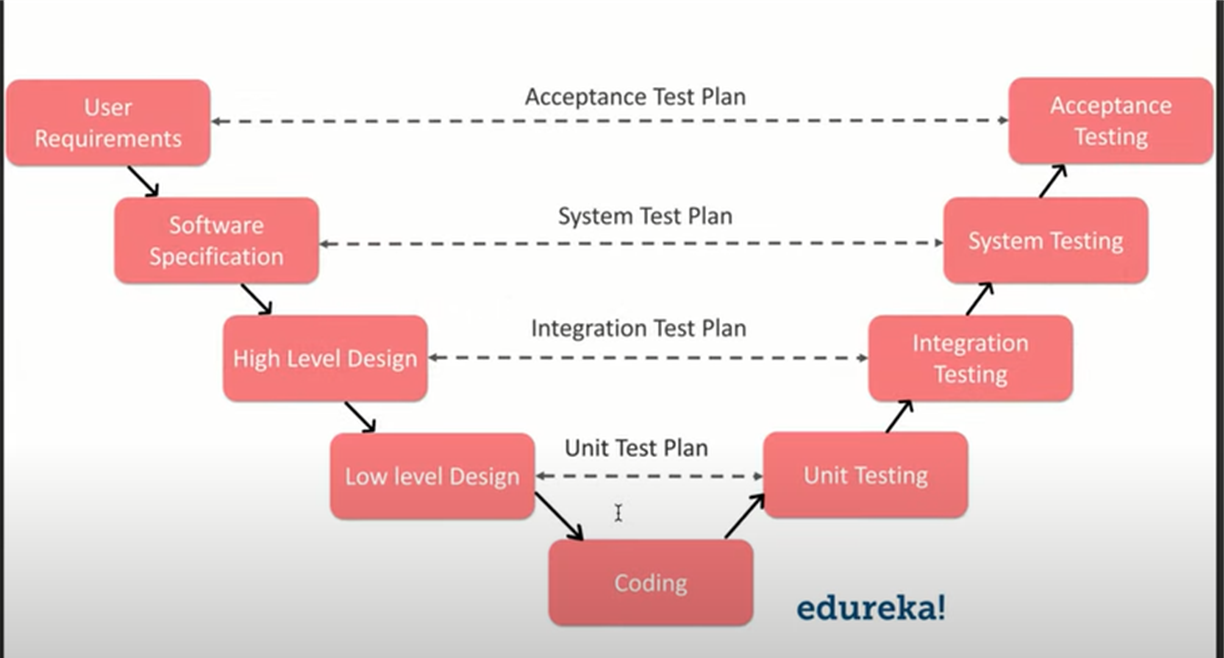 User
Requirements
Acceptance Test Plan
Acceptance
Testing
Software
Specification
System Test Plan
System Testing
High Level Design
Integration Test Plan
Integration
Testing
Low level Design
Unit Test Plan
Unit Testing
Coding
edureka!